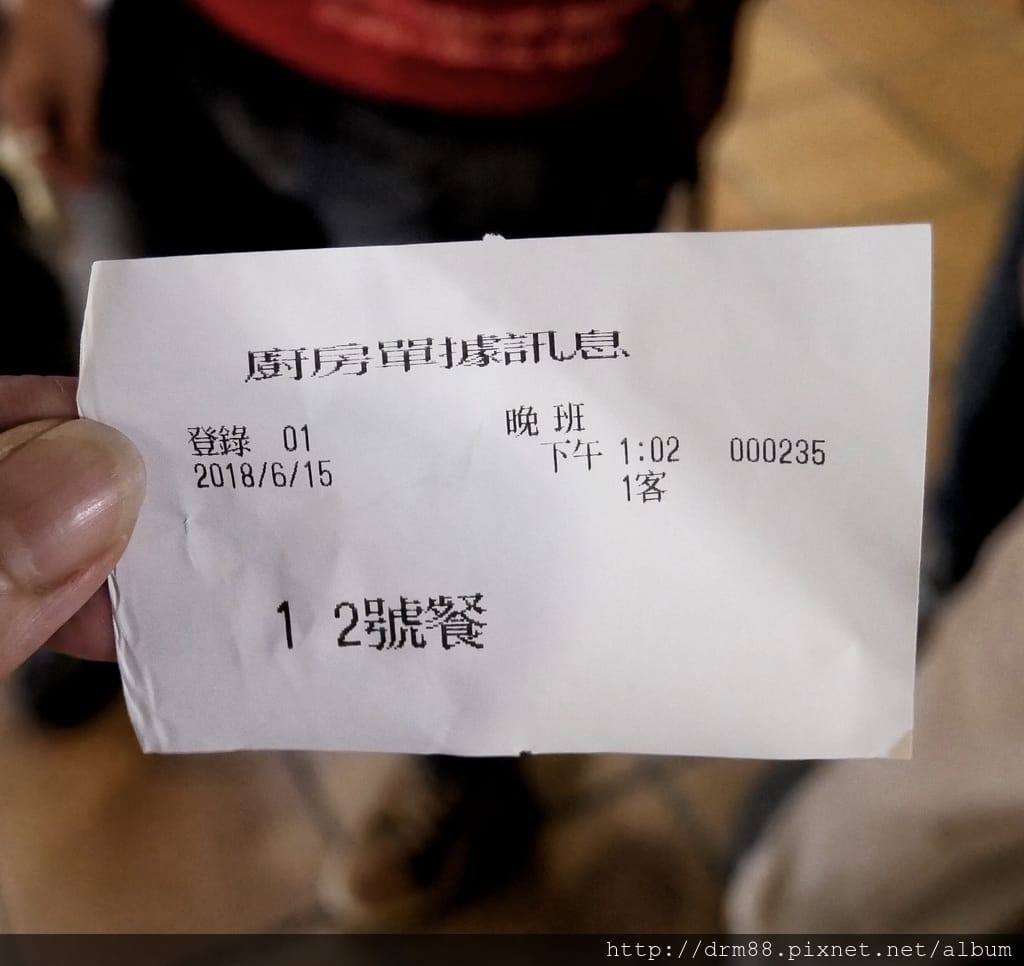 廚房單據訊息
登錄 01 晚 班
2018/6/15 下午 1:02 000235
1客
1 2號餐
http://drm88.pixnet.net/album